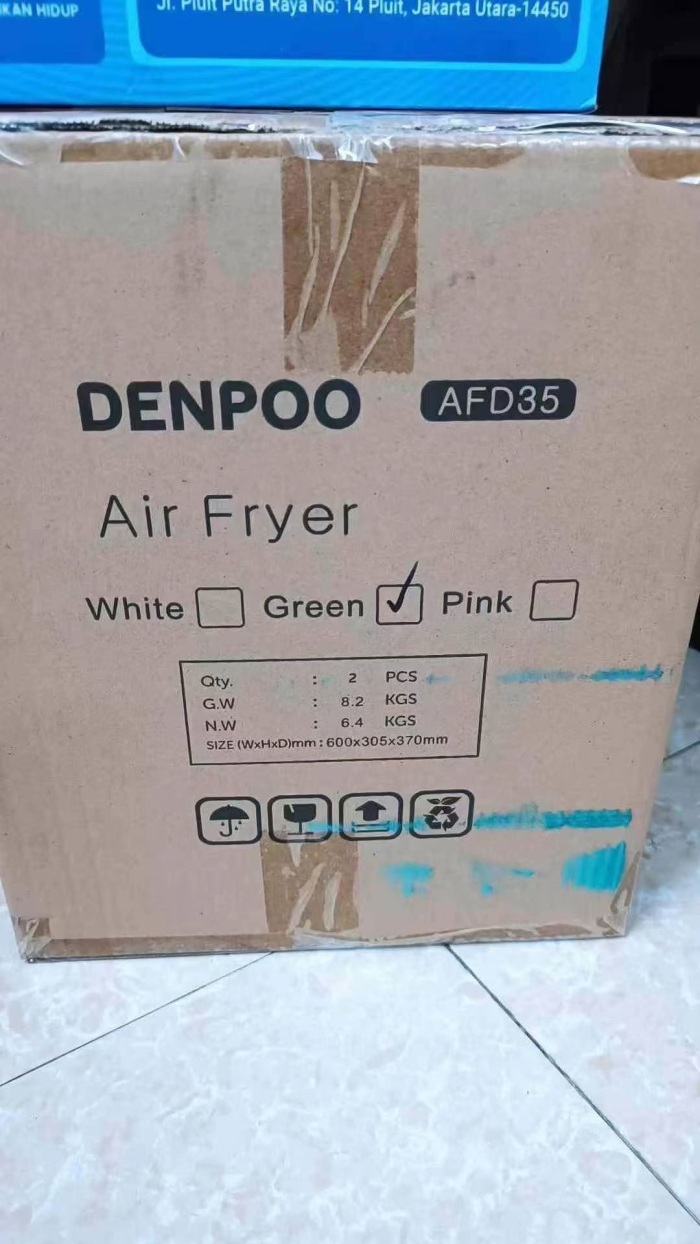 IKAN HIDUP
Jl. Pluit Putra Raya No: 14 Pluit, Jakarta Utara-14450
DENPOO AFD35
Air Fryer
White Green Pink
Qty. : 2 PCS
G.W : 8.2 KGS
N.W : 6.4 KGS
SIZE (WxHxD)mm : 600x305x370mm